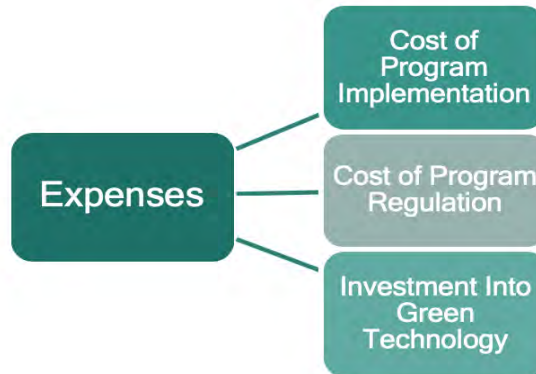 Expenses
Cost of
Program
Implementation
Cost of Program
Regulation
Investment Into
Green
Technology